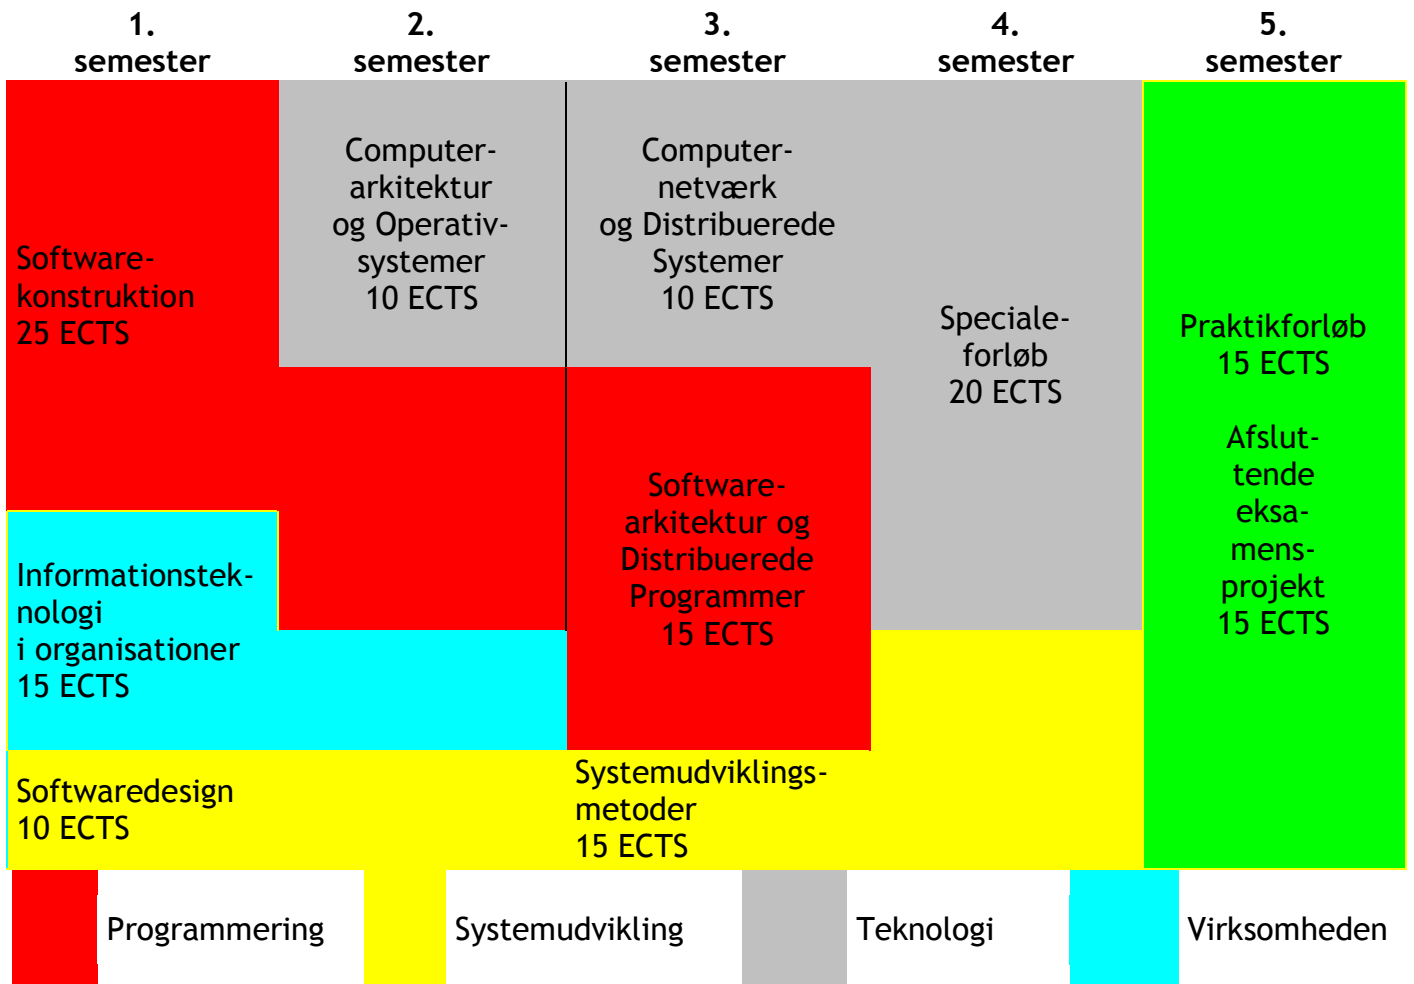 1.
semester
2.
semester
3.
semester
4.
semester
5.
semester
Software-
konstruktion
25 ECTS
Computer-
arkitektur
og Operativ-
systemer
10 ECTS
Computer-
netværk
og Distribuerede
Systemer
10 ECTS
Speciale-
forløb
20 ECTS
Praktikforløb
15 ECTS
Afslut-
tende
eksa-
mens-
projekt
15 ECTS
Software-
arkitektur og
Distribuerede
Programmer
15 ECTS
Informationstek-
nologi
i organisationer
15 ECTS
Softwaredesign
10 ECTS
Systemudviklings-
metoder
15 ECTS
Programmering
Systemudvikling
Teknologi
Virksomheden